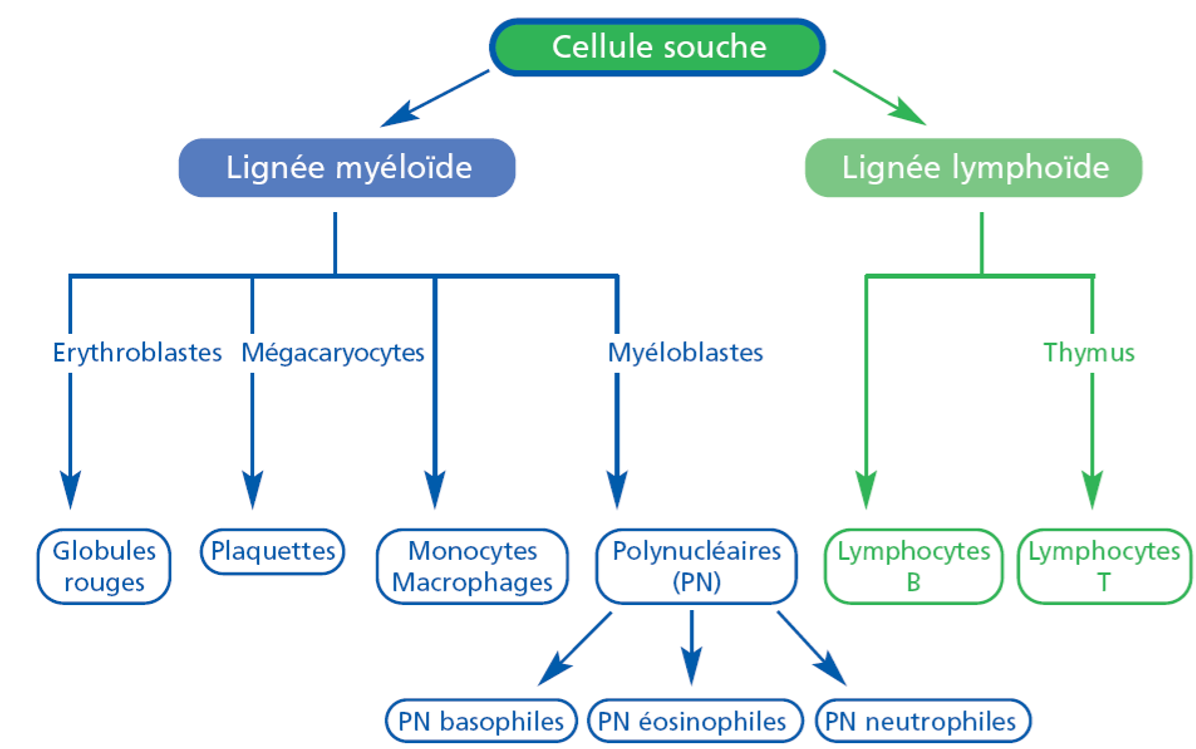 Cellule souche
Lignée myéloïde
Lignée lymphoïde
Erythroblastes
Mégacaryocytes
Myéloblastes
Thymus
Globules
rouges
Plaquettes
Monocytes
Macrophages
Polynucléaires
(PN)
Lymphocytes
B
Lymphocytes
T
PN basophiles
PN éosinophiles
PN neutrophiles